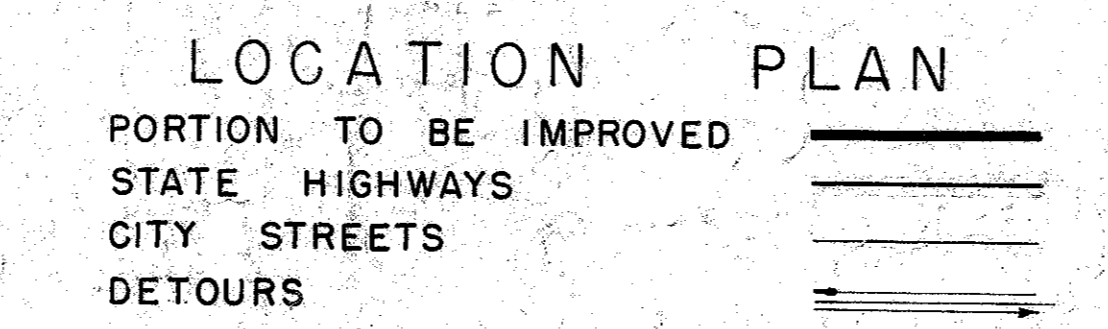 LOCATION PLAN
PORTION TO BE IMPROVED
STATE HIGHWAYS
CITY STREETS
DETOURS